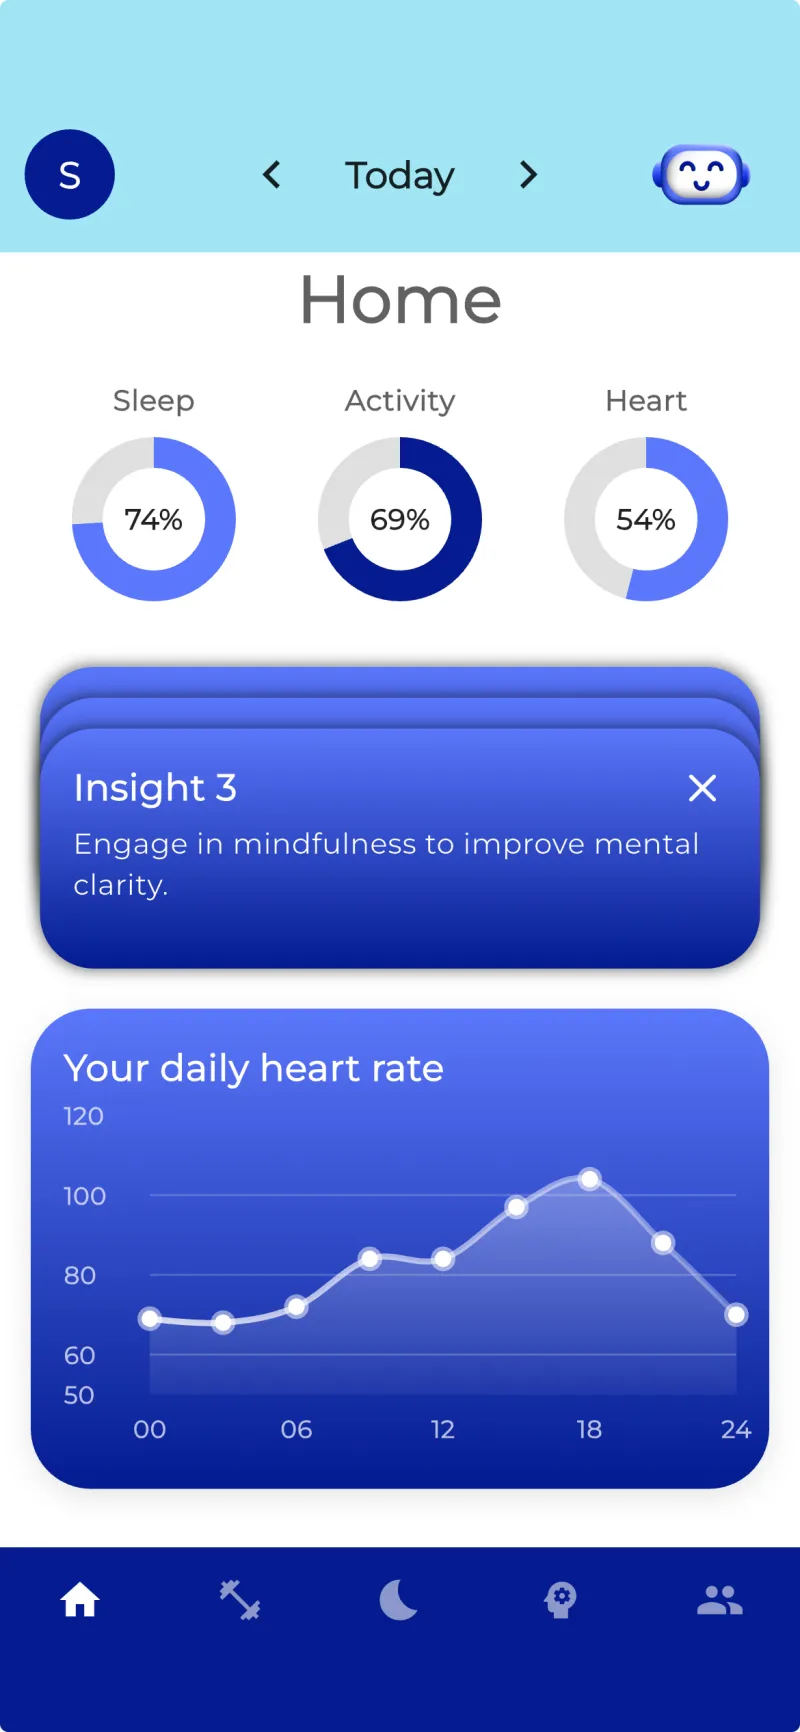 S
Today
Home
Sleep
Activity
Heart
74%
69%
54%
Insight 3
Engage in mindfulness to improve mental
clarity.
Your daily heart rate
120
100
80
60
50
00 06 12 18 24